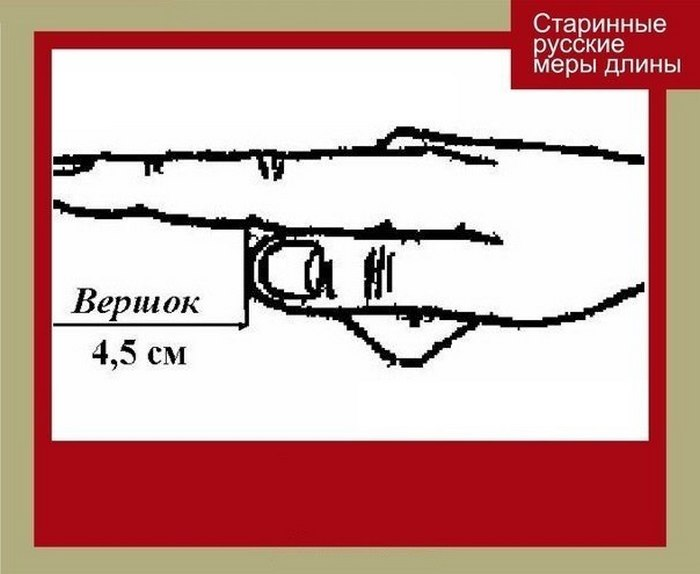 Старинные
русские
меры длины
Вершок
4,5 см